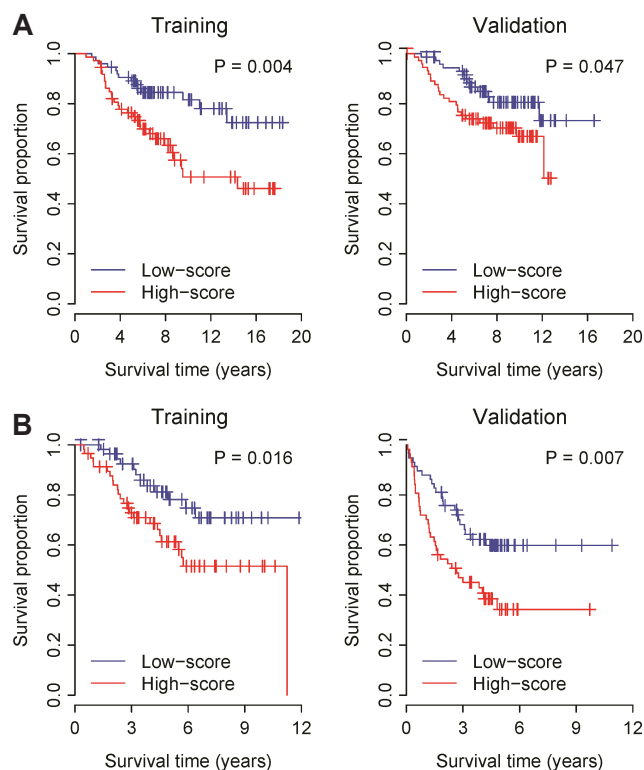 A
Training
Survival proportion
1.0
0.8
0.6
0.4
0.2
0.0
P = 0.004
Low−score
High−score
0 4 8 12 16 20
Survival time (years)
Validation
Survival proportion
1.0
0.8
0.6
0.4
0.2
0.0
P = 0.047
Low−score
High−score
0 4 8 12 16 20
Survival time (years)
B
Training
Survival proportion
1.0
0.8
0.6
0.4
0.2
0.0
P = 0.016
Low−score
High−score
0 3 6 9 12
Survival time (years)
Validation
Survival proportion
1.0
0.8
0.6
0.4
0.2
0.0
P = 0.007
Low−score
High−score
0 3 6 9 12
Survival time (years)